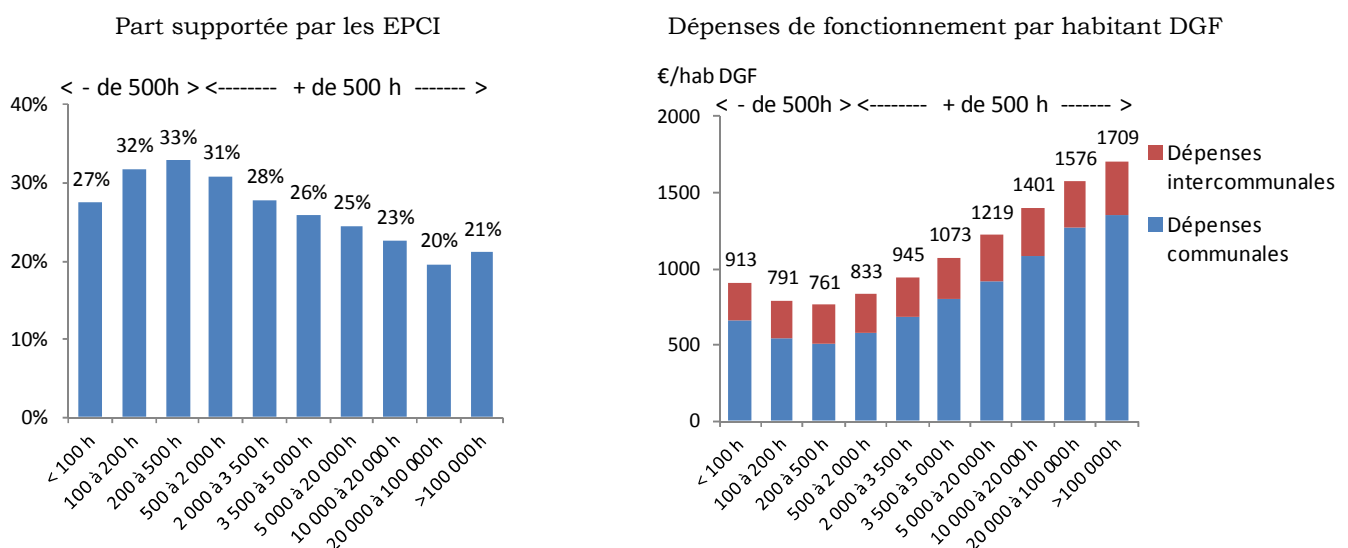 Part supportée par les EPCI
< - de 500h > <-------- + de 500 h ------- >
40%
30%
20%
10%
0%
27%
32%
33%
31%
28%
26%
25%
23%
20%
21%
< 100 h
100 à 200 h
200 à 500 h
500 à 2 000 h
2 000 à 3 500 h
3 500 à 5 000 h
5 000 à 20 000 h
10 000 à 20 000 h
20 000 à 100 000 h
>100 000 h
Dépenses de fonctionnement par habitant DGF
€/hab DGF
< - de 500h > <-------- + de 500 h ------- >
2000
1500
1000
500
0
913
791
761
833
945
1073
1219
1401
1576
1709
< 100 h
100 à 200 h
200 à 500 h
500 à 2 000 h
2 000 à 3 500 h
3 500 à 5 000 h
5 000 à 20 000 h
10 000 à 20 000 h
20 000 à 100 000 h
>100 000 h
Dépenses
intercommunales
Dépenses
communales